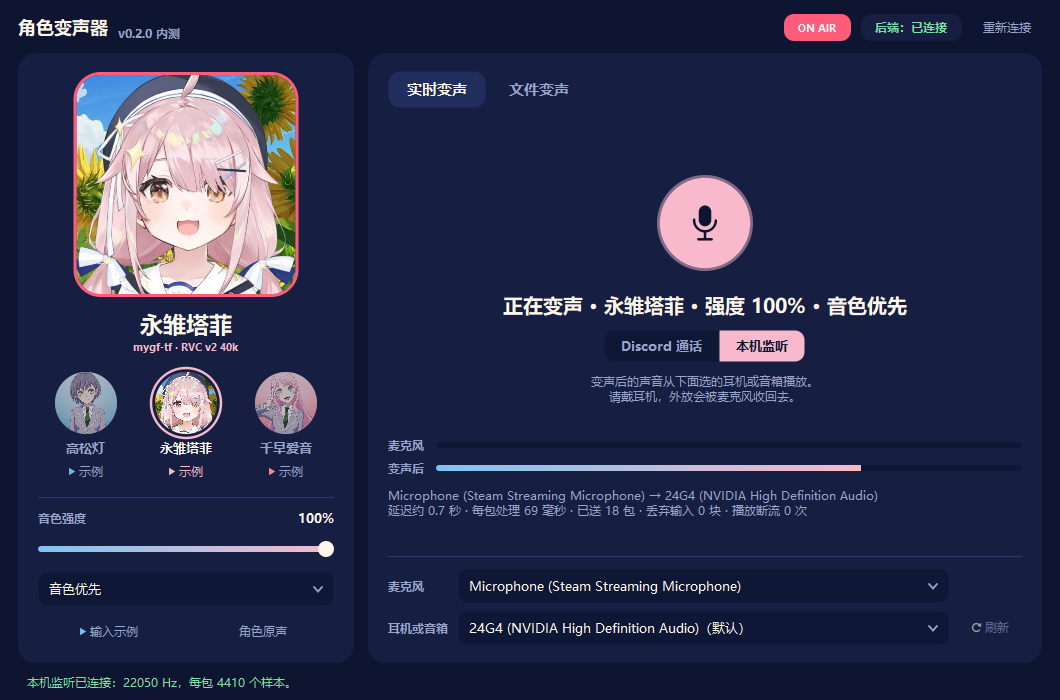 角色变声器 v0.2.0 内测
ON AIR
后端：已连接
重新连接
永雏塔菲
mygf-tf · RVC v2 40k
高松灯
永雏塔菲
千早爱音
示例
示例
示例
音色强度 100%
音色优先
输入示例
角色原声
实时变声
文件变声
正在变声 · 永雏塔菲 · 强度 100% · 音色优先
Discord 通话
本机监听
变声后的声音从下面选的耳机或音箱播放。
请戴耳机，外放会被麦克风收回去。
麦克风
变声后
Microphone (Steam Streaming Microphone) → 24G4 (NVIDIA High Definition Audio)
延迟约 0.7 秒 · 每包处理 69 毫秒 · 已送 18 包 · 丢弃输入 0 块 · 播放断流 0 次
麦克风 Microphone (Steam Streaming Microphone)
耳机或音箱 24G4 (NVIDIA High Definition Audio)（默认）
刷新
本机监听已连接：22050 Hz，每包 4410 个样本。